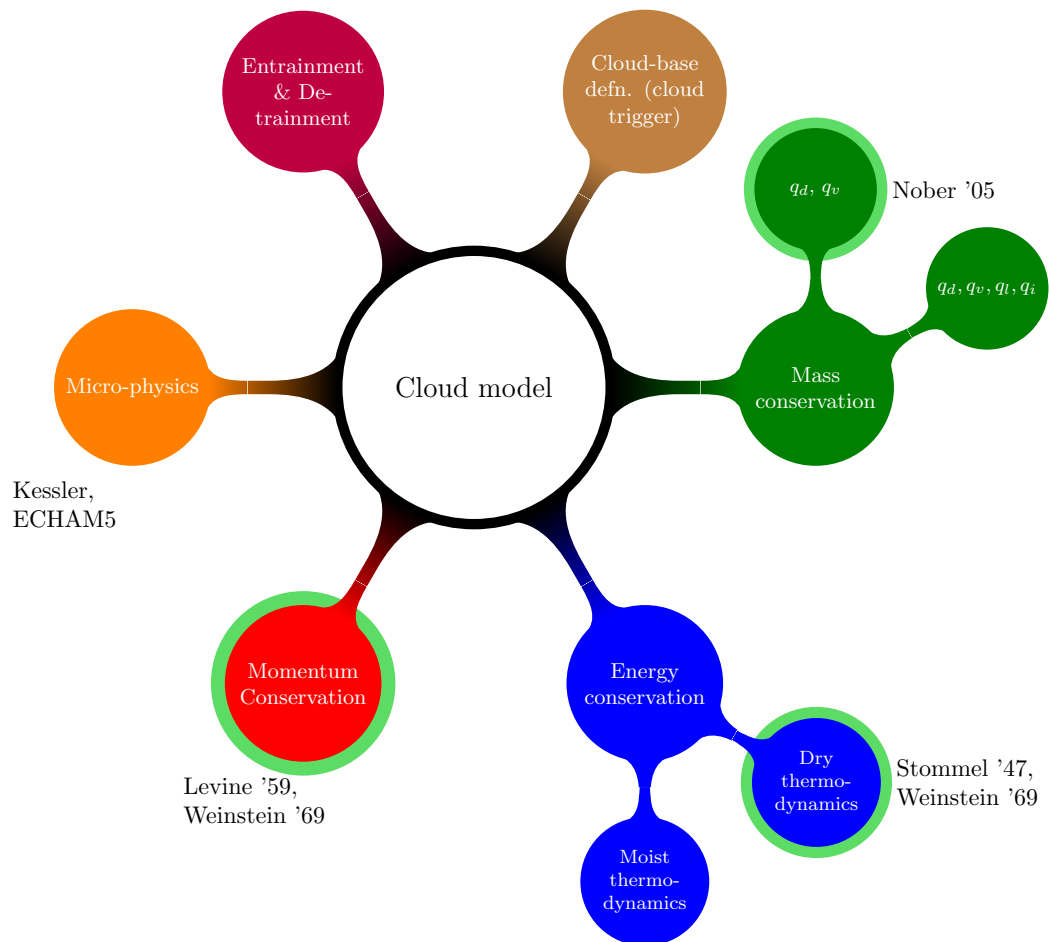 Entrainment
& De-
trainment
Cloud-base
defn. (cloud
trigger)
q_d, q_v
Nober '05
q_d, q_v, q_l, q_i
Micro-physics
Cloud model
Mass
conservation
Kessler,
ECHAM5
Momentum
Conservation
Energy
conservation
Levine '59,
Weinstein '69
Dry
thermo-
dynamics
Stommel '47,
Weinstein '69
Moist
thermo-
dynamics